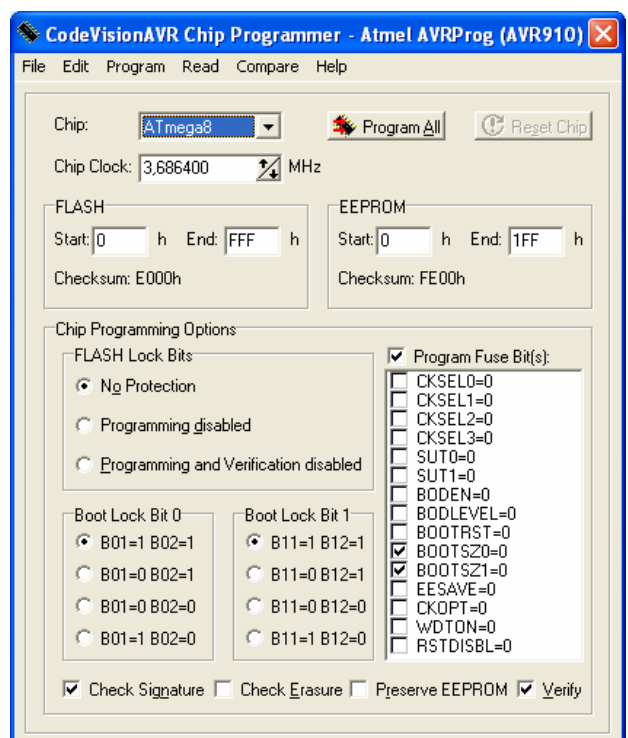 CodeVisionAVR Chip Programmer - Atmel AVRProg (AVR910)
File Edit Program Read Compare Help
Chip: ATmega8 Program All Reset Chip
Chip Clock: 3,686400 MHz
FLASH
Start: 0 h End: FFF h
Checksum: E000h
EEPROM
Start: 0 h End: 1FF h
Checksum: FE00h
Chip Programming Options
FLASH Lock Bits
No Protection
Programming disabled
Programming and Verification disabled
Program Fuse Bit(s):
CKSEL0=0
CKSEL1=0
CKSEL2=0
CKSEL3=0
SUT0=0
SUT1=0
BODEN=0
BODLEVEL=0
BOOTRST=0
BOOTSZ0=0
BOOTSZ1=0
EESAVE=0
CKOPT=0
WDTON=0
RSTDISBL=0
Boot Lock Bit 0
B01=1 B02=1
B01=0 B02=1
B01=0 B02=0
B01=1 B02=0
Boot Lock Bit 1
B11=1 B12=1
B11=0 B12=1
B11=0 B12=0
B11=1 B12=0
Check Signature Check Erasure Preserve EEPROM Verify